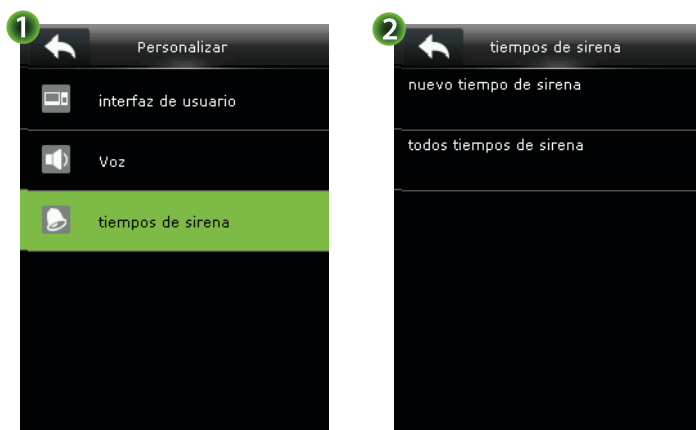 1
Personalizar
interfaz de usuario
Voz
tiempos de sirena
2
tiempos de sirena
nuevo tiempo de sirena
todos tiempos de sirena